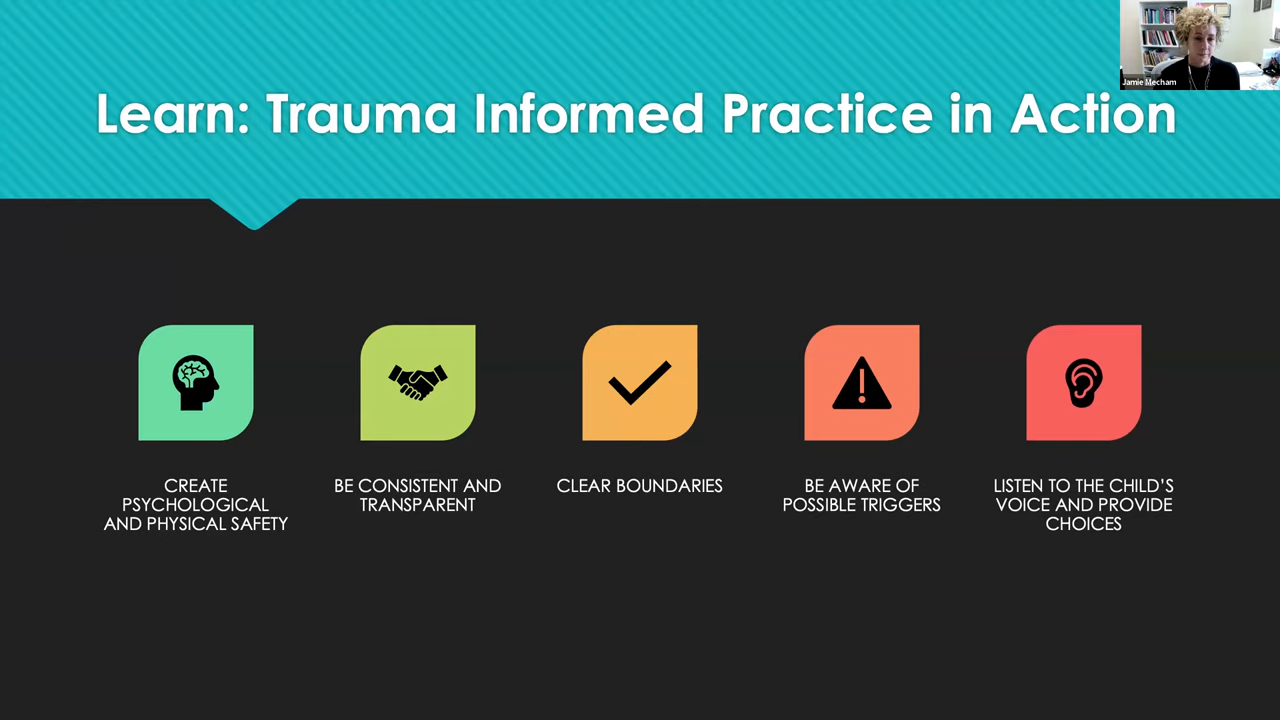 Jamie Mecham
Learn: Trauma Informed Practice in Action
CREATE
PSYCHOLOGICAL
AND PHYSICAL SAFETY
BE CONSISTENT AND
TRANSPARENT
CLEAR BOUNDARIES
BE AWARE OF
POSSIBLE TRIGGERS
LISTEN TO THE CHILD'S
VOICE AND PROVIDE
CHOICES